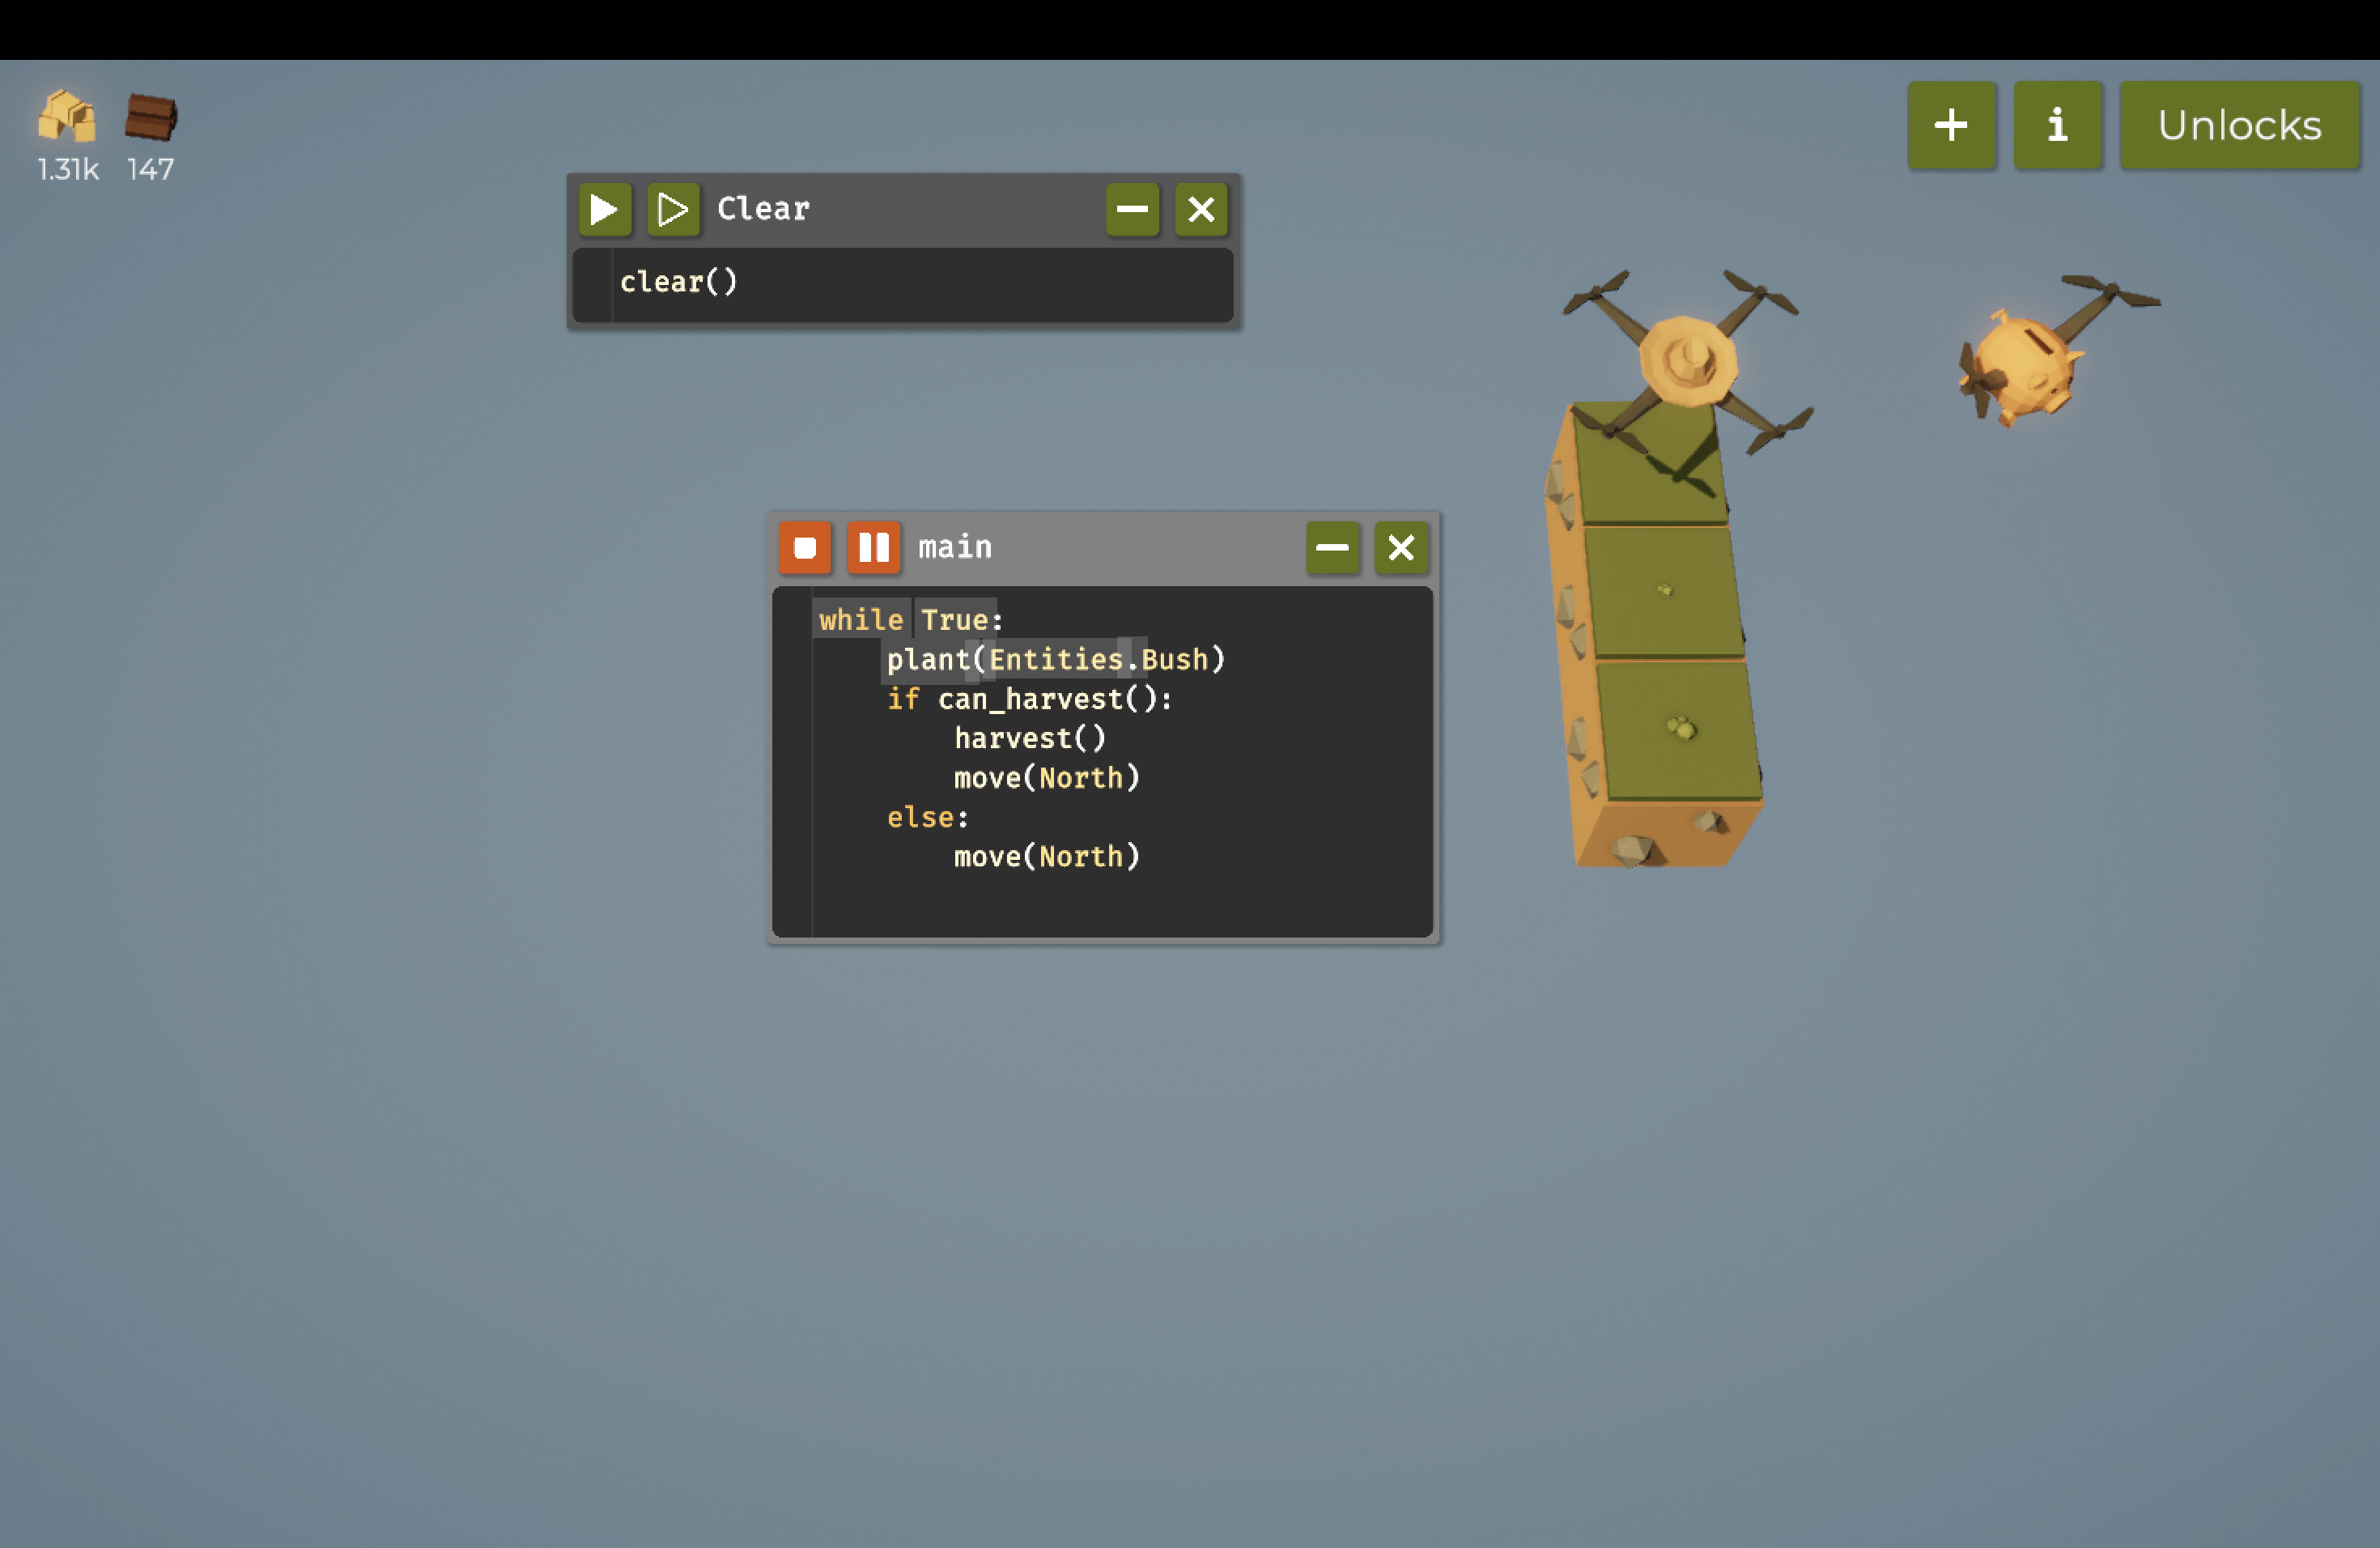 1.31k 147
+ i Unlocks
Clear
clear()
main
while True:
    plant(Entities.Bush)
    if can_harvest():
        harvest()
        move(North)
    else:
        move(North)